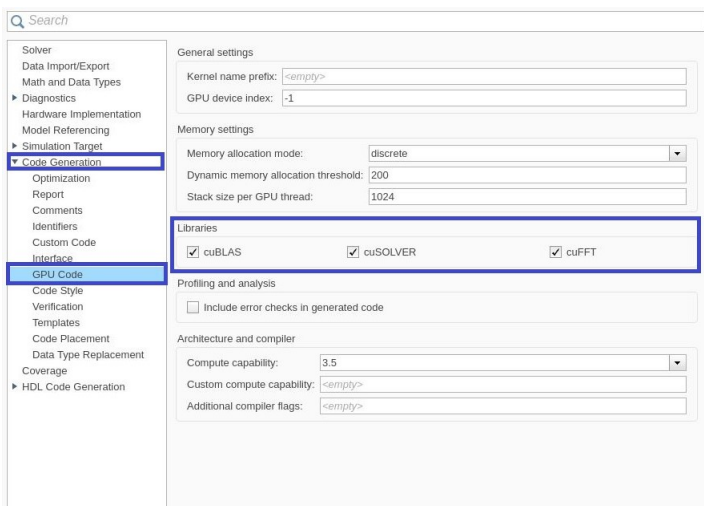 Search
Solver
Data Import/Export
Math and Data Types
Diagnostics
Hardware Implementation
Model Referencing
Simulation Target
Code Generation
Optimization
Report
Comments
Identifiers
Custom Code
Interface
GPU Code
Code Style
Verification
Templates
Code Placement
Data Type Replacement
Coverage
HDL Code Generation
General settings
Kernel name prefix: <empty>
GPU device index: -1
Memory settings
Memory allocation mode: discrete
Dynamic memory allocation threshold: 200
Stack size per GPU thread: 1024
Libraries
cuBLAS cuSOLVER cuFFT
Profiling and analysis
Include error checks in generated code
Architecture and compiler
Compute capability: 3.5
Custom compute capability: <empty>
Additional compiler flags: <empty>